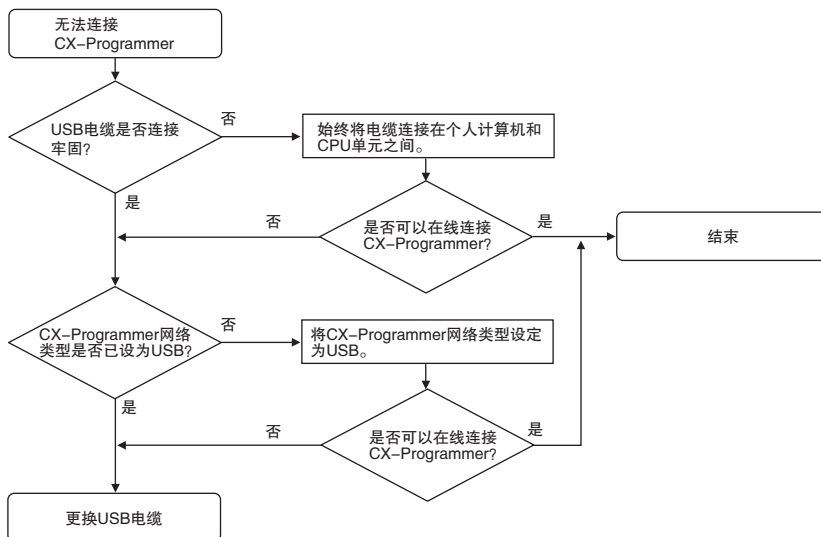 无法连接
CX-Programmer
USB电缆是否连接
牢固?
否
始终将电缆连接在个人计算机和
CPU单元之间。
是
否
是否可以在线连接
CX-Programmer?
是
结束
CX-Programmer网络
类型是否已设为USB?
否
将CX-Programmer网络类型设定
为USB。
是
否
是否可以在线连接
CX-Programmer?
是
更换USB电缆